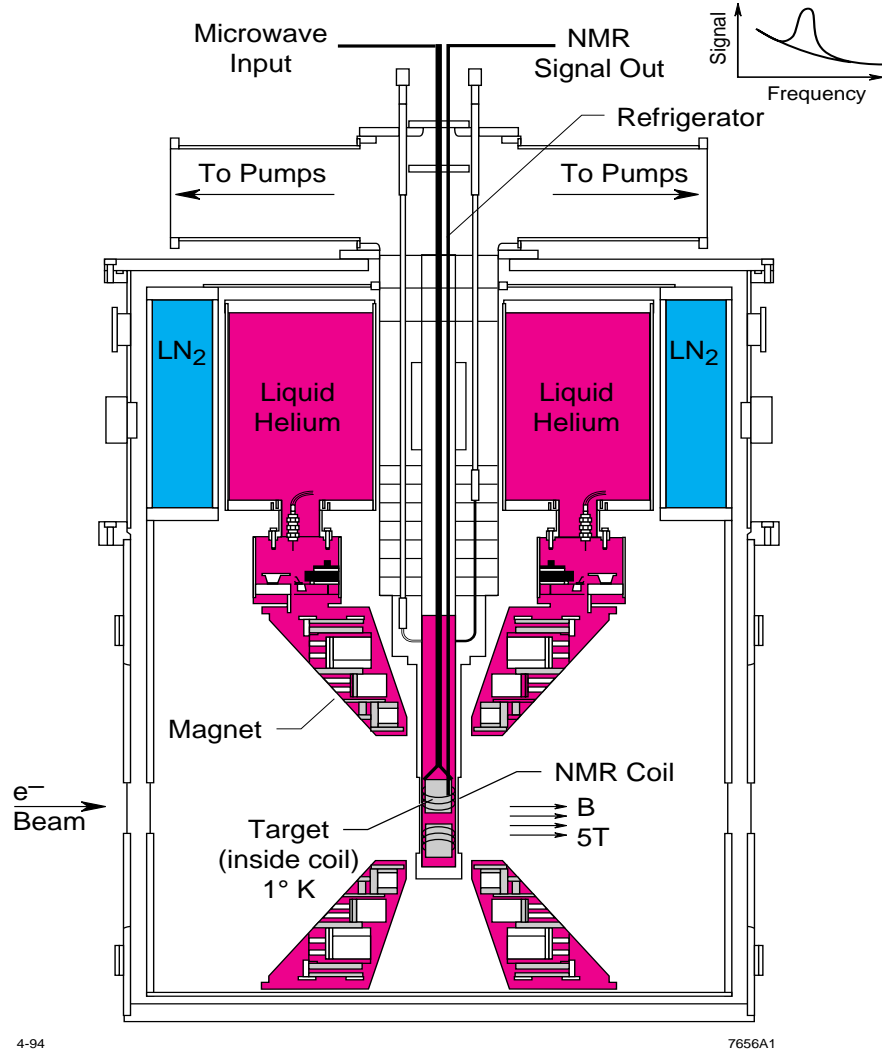 Microwave
Input
NMR
Signal Out
Signal
Frequency
Refrigerator
To Pumps
To Pumps
LN2
Liquid
Helium
Liquid
Helium
LN2
Magnet
e–
Beam
NMR Coil
Target
(inside coil)
1° K
B
5T
4-94
7656A1